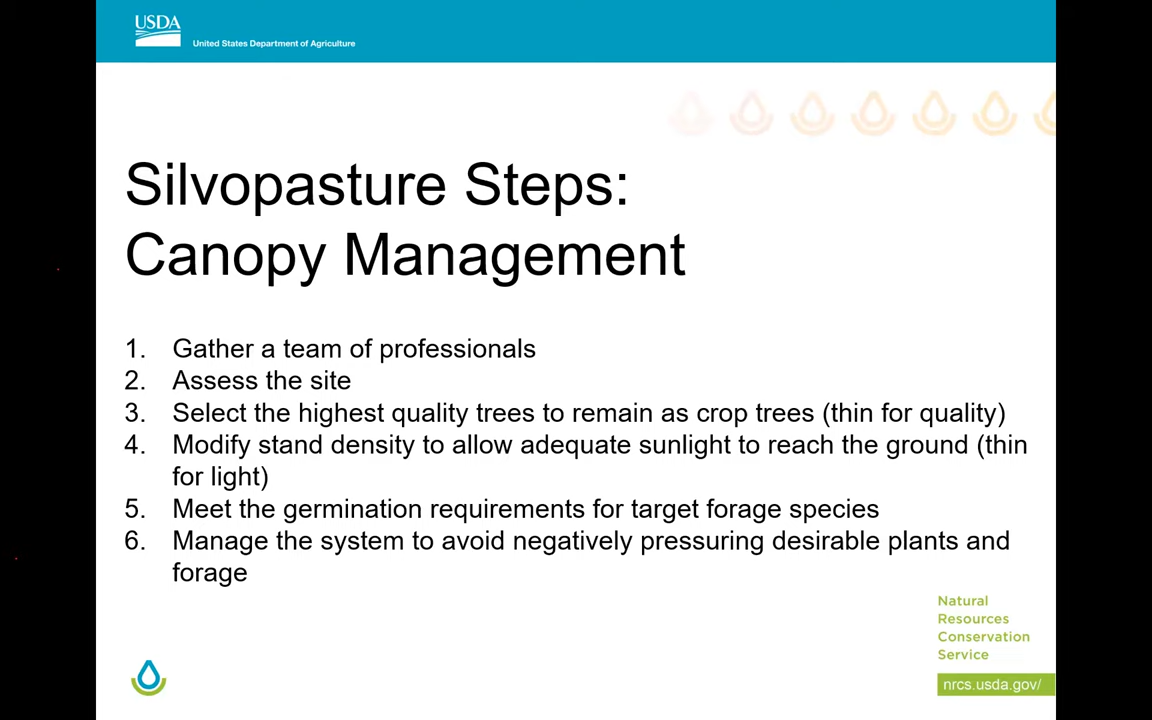 USDA
United States Department of Agriculture
Silvopasture Steps:
Canopy Management
1. Gather a team of professionals
2. Assess the site
3. Select the highest quality trees to remain as crop trees (thin for quality)
4. Modify stand density to allow adequate sunlight to reach the ground (thin
for light)
5. Meet the germination requirements for target forage species
6. Manage the system to avoid negatively pressuring desirable plants and
forage
Natural
Resources
Conservation
Service
nrcs.usda.gov/